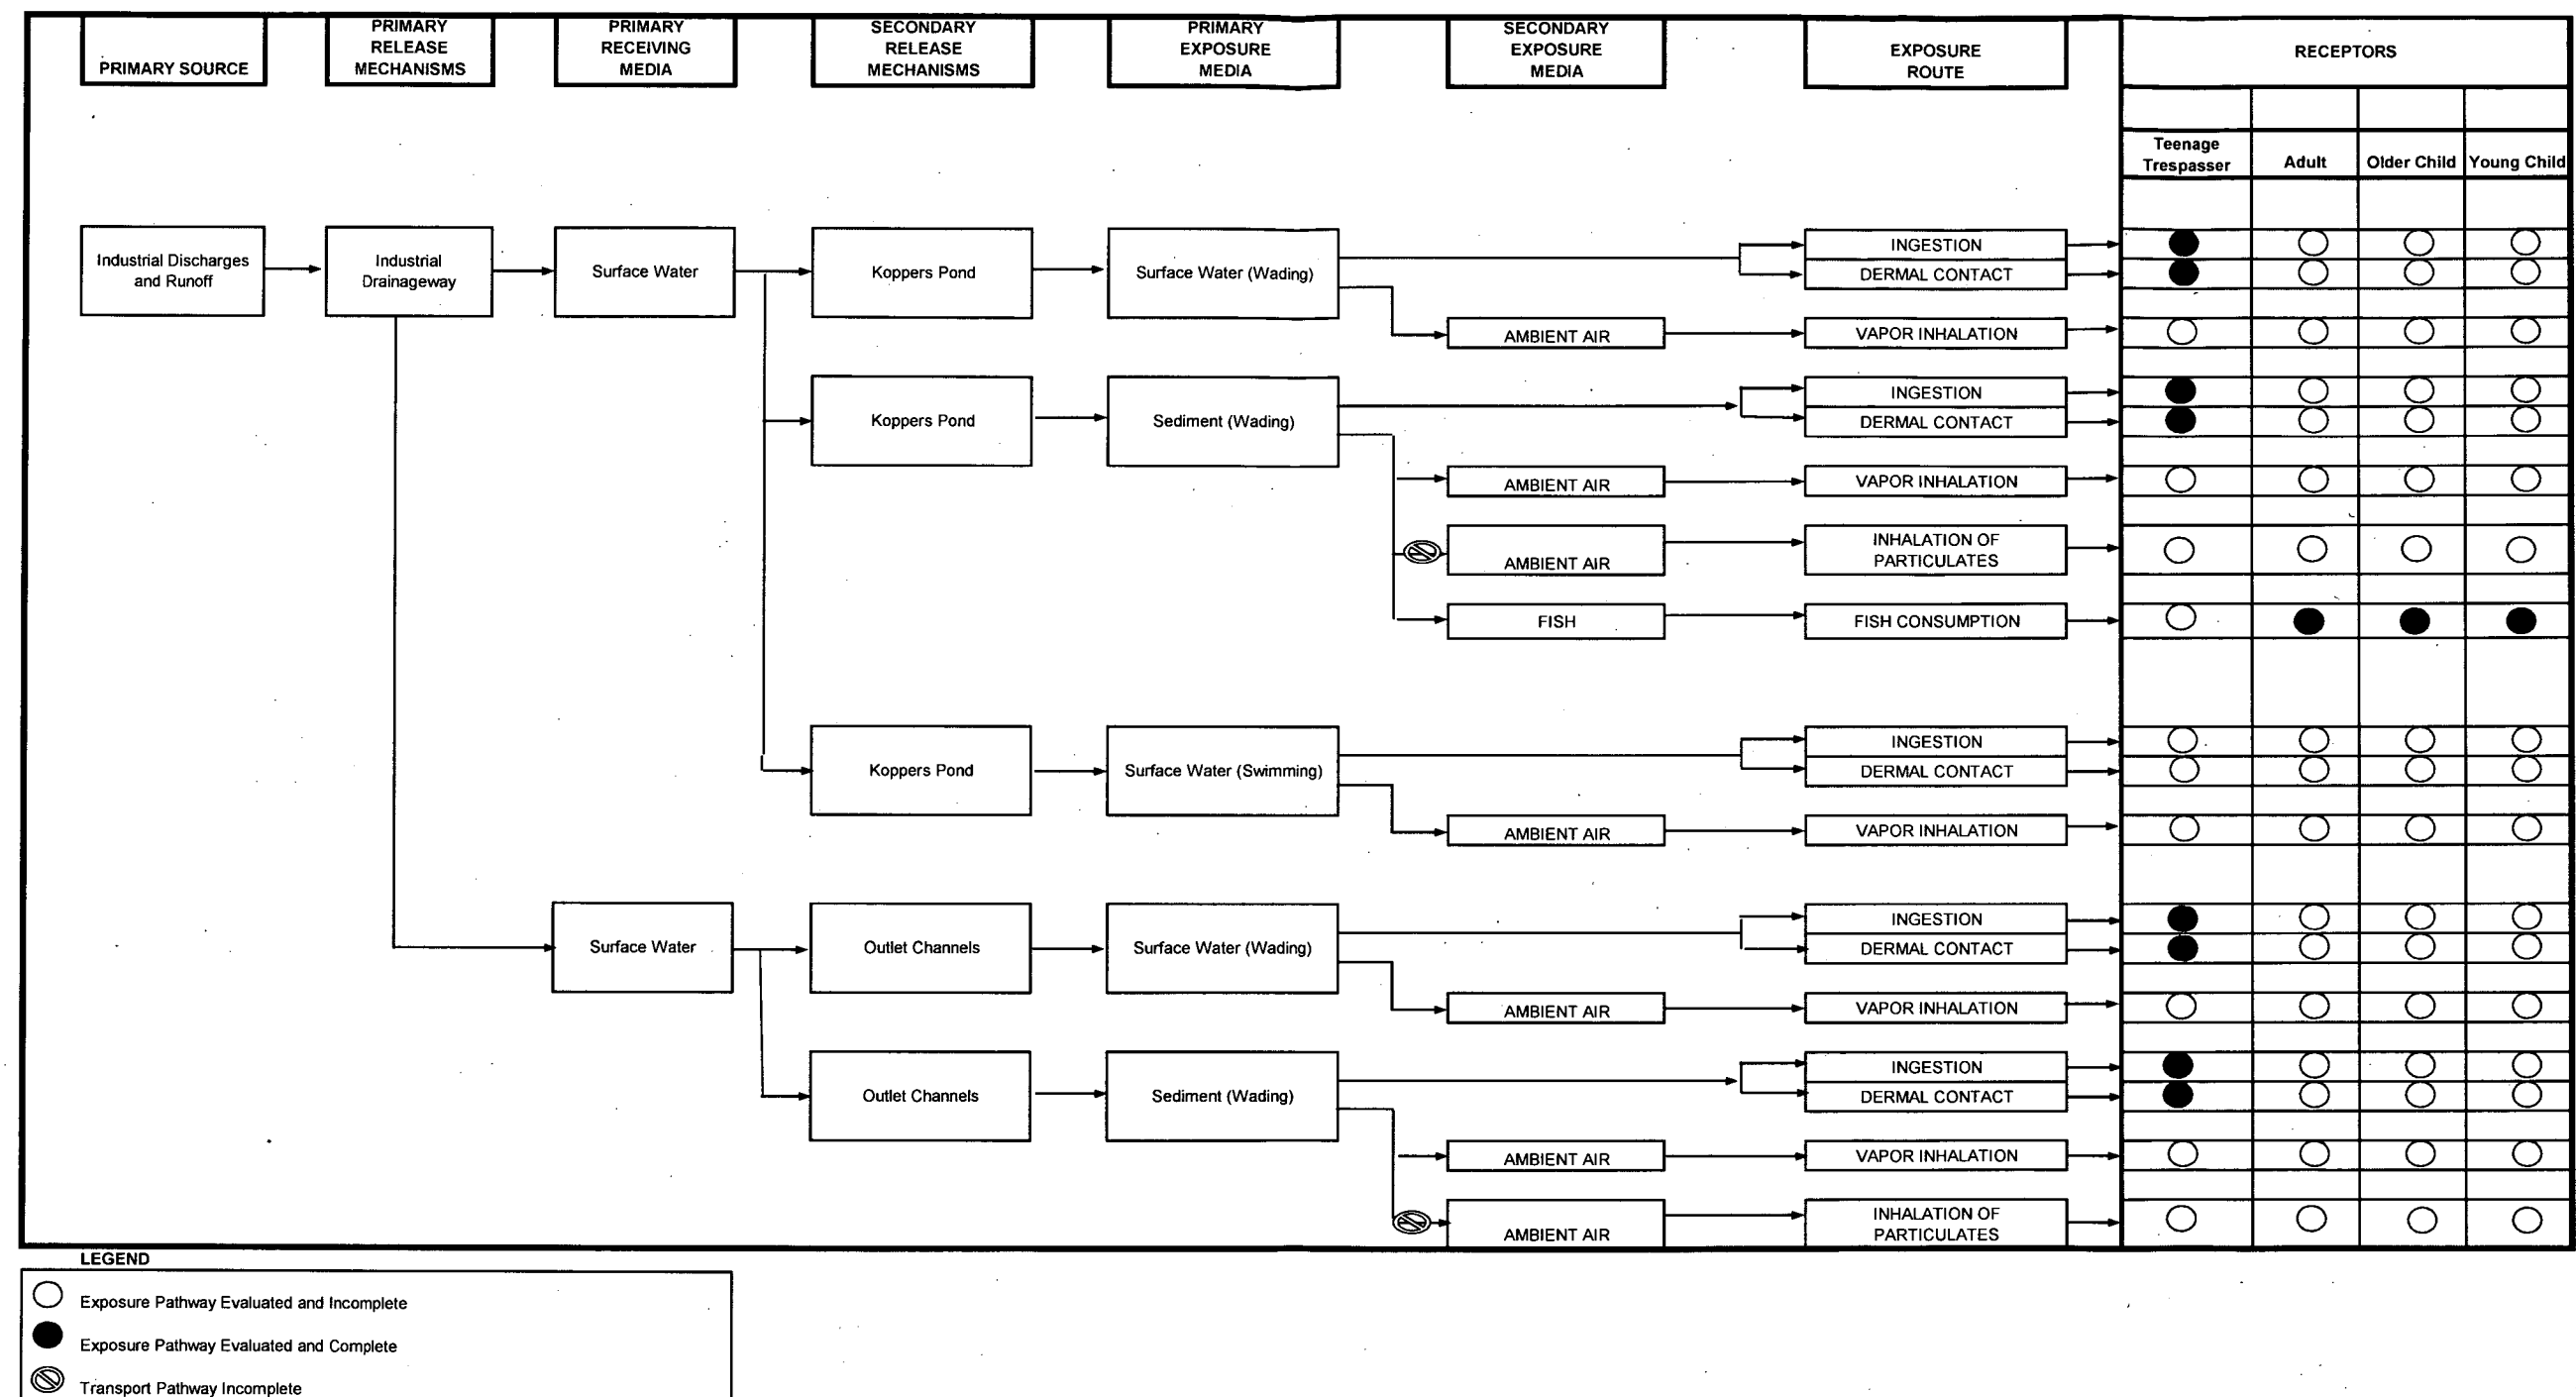 PRIMARY SOURCE
PRIMARY
RELEASE
MECHANISMS
PRIMARY
RECEIVING
MEDIA
SECONDARY
RELEASE
MECHANISMS
PRIMARY
EXPOSURE
MEDIA
SECONDARY
EXPOSURE
MEDIA
EXPOSURE
ROUTE
RECEPTORS
Teenage
Trespasser
Adult
Older Child
Young Child
Industrial Discharges
and Runoff
Industrial
Drainageway
Surface Water
Koppers Pond
Surface Water (Wading)
INGESTION
DERMAL CONTACT
AMBIENT AIR
VAPOR INHALATION
Koppers Pond
Sediment (Wading)
INGESTION
DERMAL CONTACT
AMBIENT AIR
VAPOR INHALATION
AMBIENT AIR
INHALATION OF
PARTICULATES
FISH
FISH CONSUMPTION
Koppers Pond
Surface Water (Swimming)
INGESTION
DERMAL CONTACT
AMBIENT AIR
VAPOR INHALATION
Surface Water
Outlet Channels
Surface Water (Wading)
INGESTION
DERMAL CONTACT
AMBIENT AIR
VAPOR INHALATION
Outlet Channels
Sediment (Wading)
INGESTION
DERMAL CONTACT
AMBIENT AIR
VAPOR INHALATION
AMBIENT AIR
INHALATION OF
PARTICULATES
LEGEND
Exposure Pathway Evaluated and Incomplete
Exposure Pathway Evaluated and Complete
Transport Pathway Incomplete